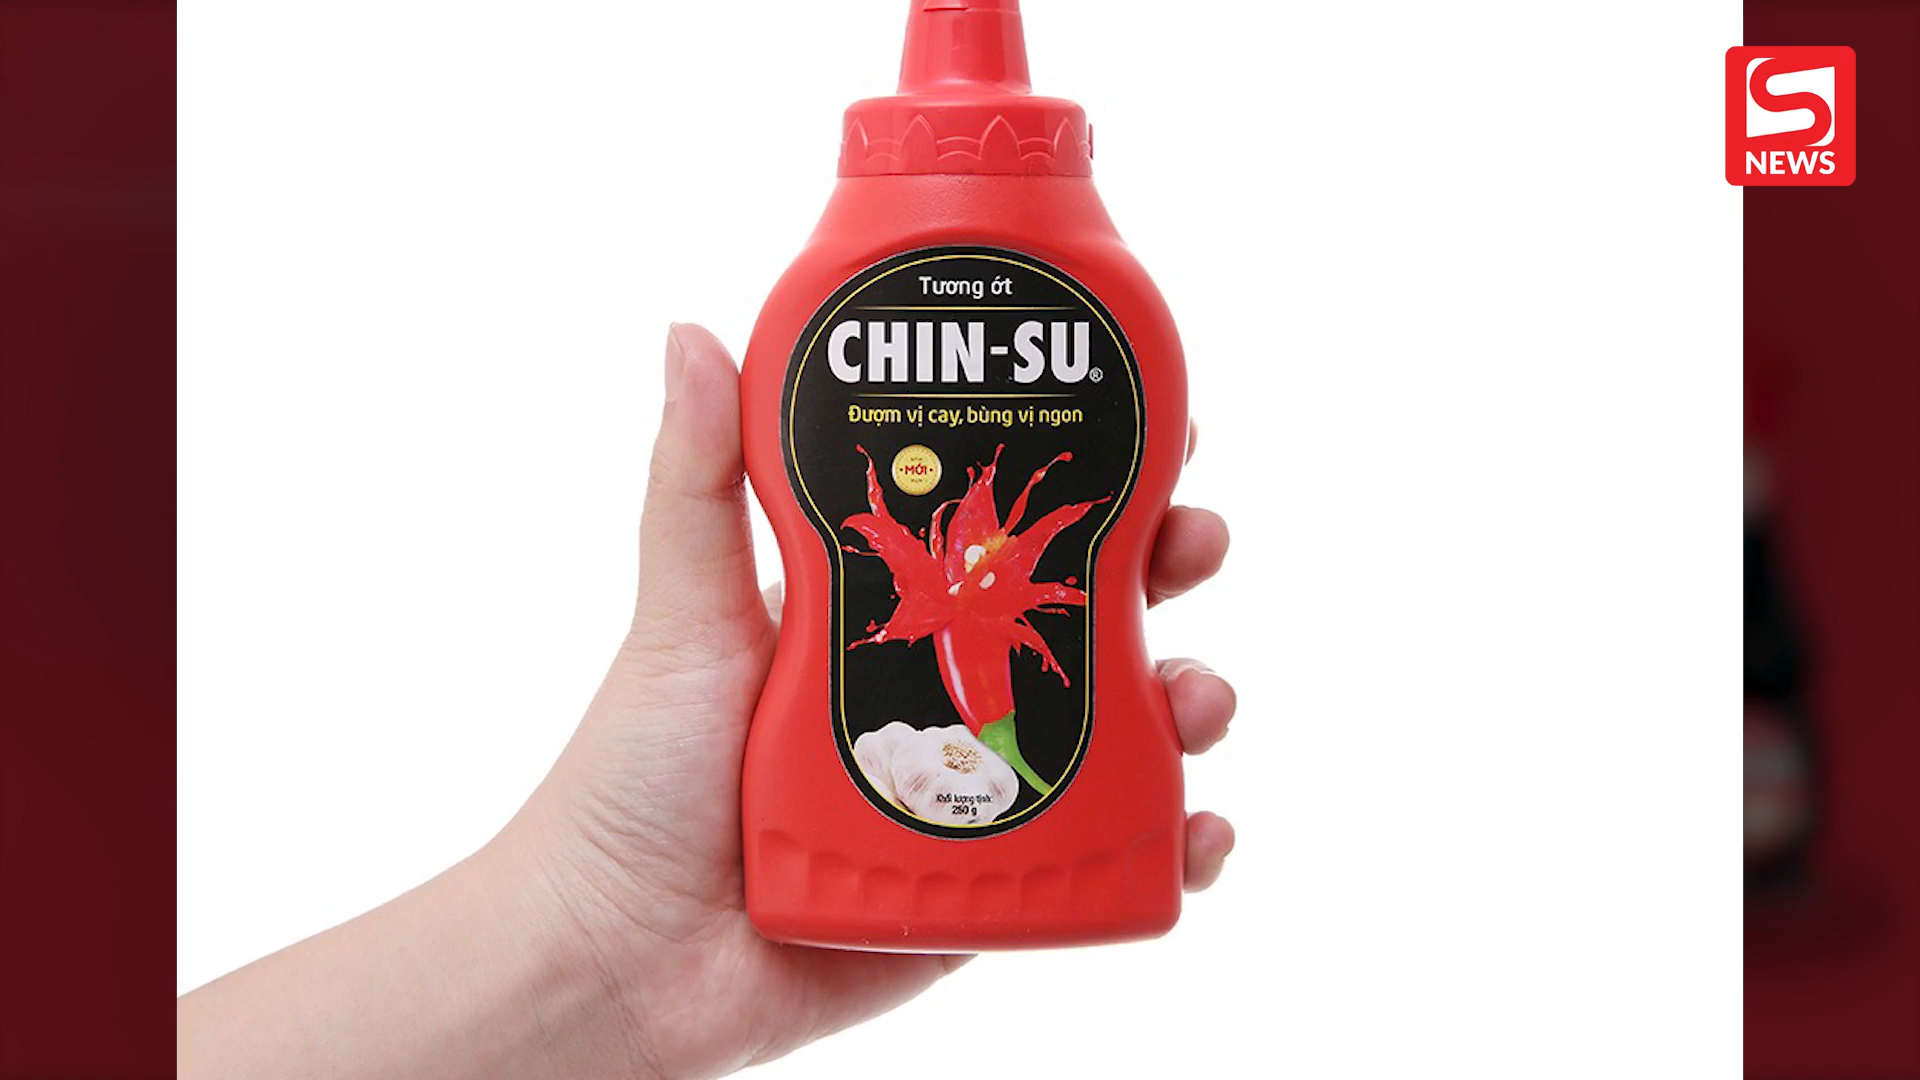 Tương ớt
CHIN-SU®
Đượm vị cay, bùng vị ngon
MỚI
Khối lượng tịnh:
250 g
S
NEWS